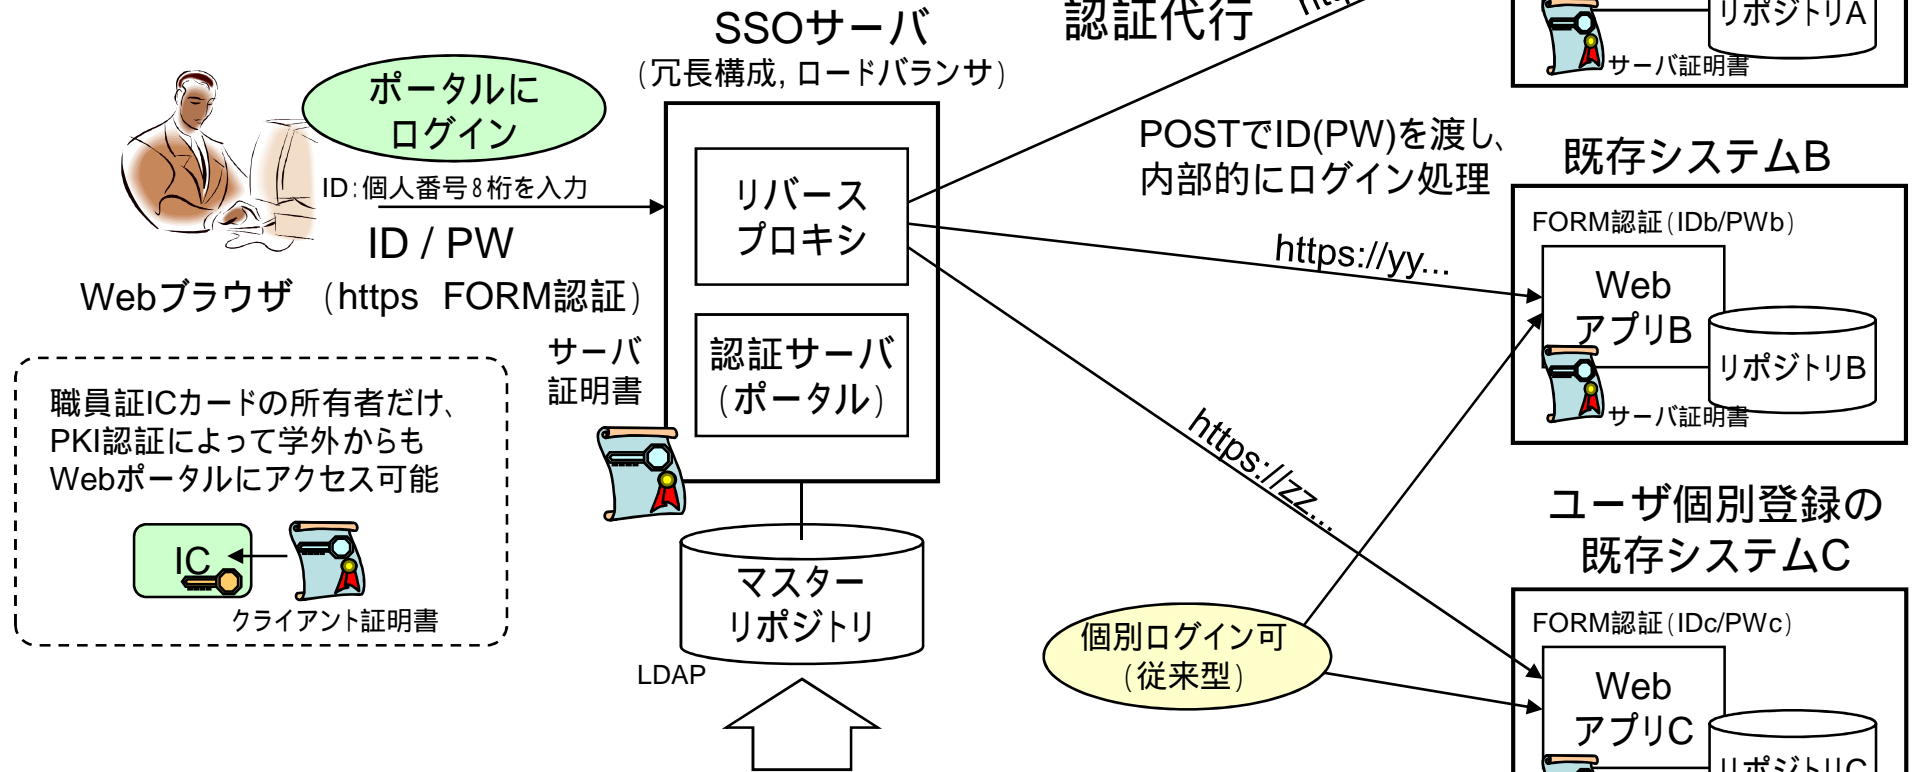 SSOサーバ
(冗長構成, ロードバランサ)
認証代行
リポジトリA
サーバ証明書
ポータルに
ログイン
ID:個人番号8桁を入力
ID / PW
Webブラウザ (https FORM認証)
リバース
プロキシ
認証サーバ
(ポータル)
サーバ
証明書
POSTでID(PW)を渡し、
内部的にログイン処理
https://yy...
https://zz...
既存システムB
FORM認証(IDb/PWb)
Web
アプリB
リポジトリB
サーバ証明書
職員証ICカードの所有者だけ、
PKI認証によって学外からも
Webポータルにアクセス可能
IC
クライアント証明書
マスター
リポジトリ
LDAP
個別ログイン可
(従来型)
ユーザ個別登録の
既存システムC
FORM認証(IDc/PWc)
Web
アプリC
リポジトリC